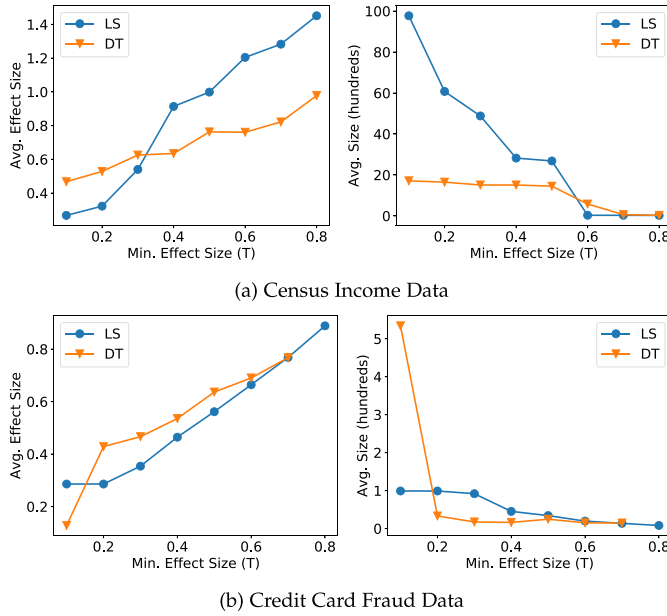 1.4
1.2
1.0
0.8
0.6
0.4
Avg. Effect Size
LS
DT
0.2 0.4 0.6 0.8
Min. Effect Size (T)
100
80
60
40
20
0
Avg. Size (hundreds)
LS
DT
0.2 0.4 0.6 0.8
Min. Effect Size (T)
(a) Census Income Data
0.8
0.6
0.4
0.2
Avg. Effect Size
LS
DT
0.2 0.4 0.6 0.8
Min. Effect Size (T)
5
4
3
2
1
0
Avg. Size (hundreds)
LS
DT
0.2 0.4 0.6 0.8
Min. Effect Size (T)
(b) Credit Card Fraud Data